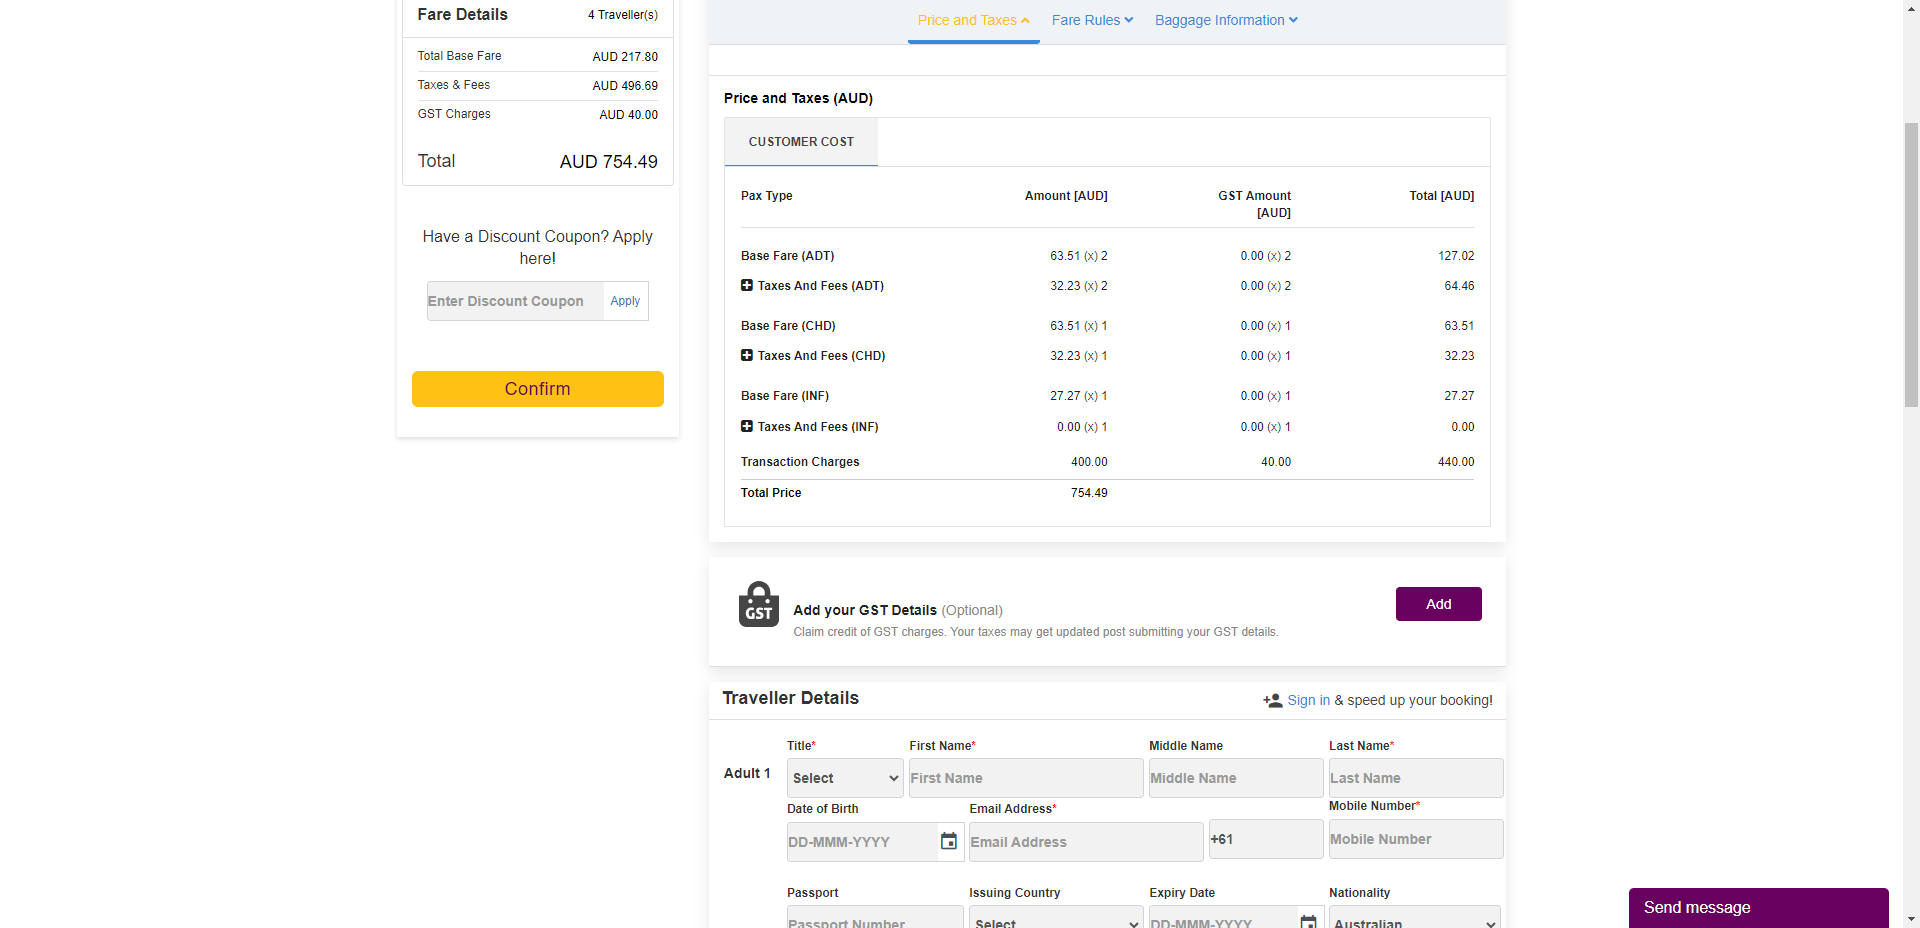 Fare Details 4 Traveller(s)
Total Base Fare AUD 217.80
Taxes & Fees AUD 496.69
GST Charges AUD 40.00
Total AUD 754.49
Have a Discount Coupon? Apply
here!
Enter Discount Coupon Apply
Confirm
Price and Taxes Fare Rules Baggage Information
Price and Taxes (AUD)
CUSTOMER COST
Pax Type Amount [AUD] GST Amount Total [AUD]
[AUD]
Base Fare (ADT) 63.51 (x) 2 0.00 (x) 2 127.02
Taxes And Fees (ADT) 32.23 (x) 2 0.00 (x) 2 64.46
Base Fare (CHD) 63.51 (x) 1 0.00 (x) 1 63.51
Taxes And Fees (CHD) 32.23 (x) 1 0.00 (x) 1 32.23
Base Fare (INF) 27.27 (x) 1 0.00 (x) 1 27.27
Taxes And Fees (INF) 0.00 (x) 1 0.00 (x) 1 0.00
Transaction Charges 400.00 40.00 440.00
Total Price 754.49
GST
Add your GST Details (Optional)
Claim credit of GST charges. Your taxes may get updated post submitting your GST details.
Add
Traveller Details Sign in & speed up your booking!
Title* First Name* Middle Name Last Name*
Adult 1 Select First Name Middle Name Last Name
Date of Birth Email Address* Mobile Number*
DD-MMM-YYYY Email Address +61 Mobile Number
Passport Issuing Country Expiry Date Nationality
Passport Number Select DD-MMM-YYYY Australian
Send message